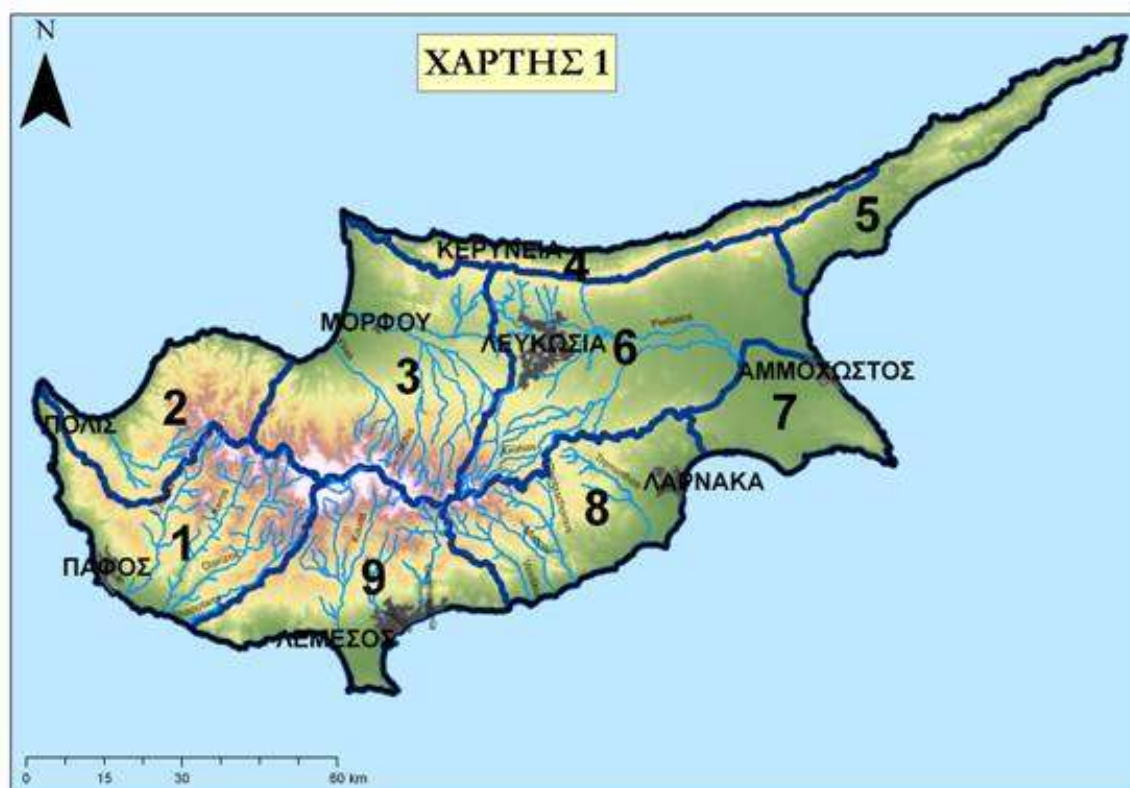 N
ΧΑΡΤΗΣ 1
5
ΚΕΡΥΝΕΙΑ
4
ΜΟΡΦΟΥ
ΛΕΥΚΩΣΙΑ
6
3
ΑΜΜΟΧΩΣΤΟΣ
2
7
ΠΟΛΙΣ
ΛΑΡΝΑΚΑ
8
1
ΠΑΦΟΣ
9
ΛΕΜΕΣΟΣ
0 15 30 60 km